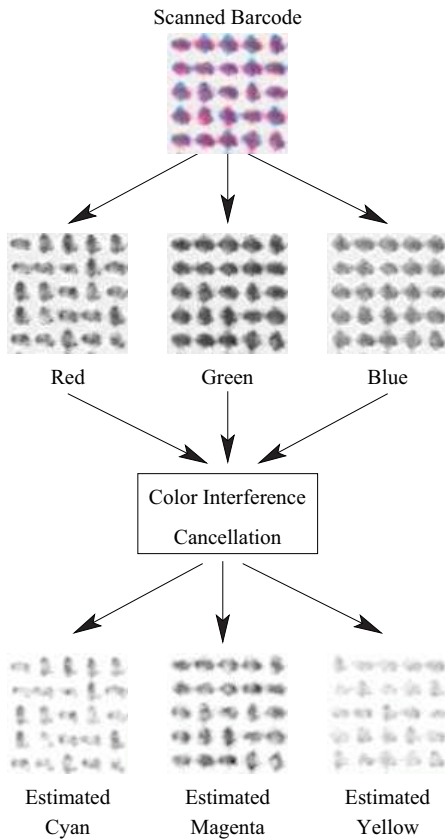 Scanned Barcode
Red Green Blue
Color Interference
Cancellation
Estimated Estimated Estimated
Cyan Magenta Yellow